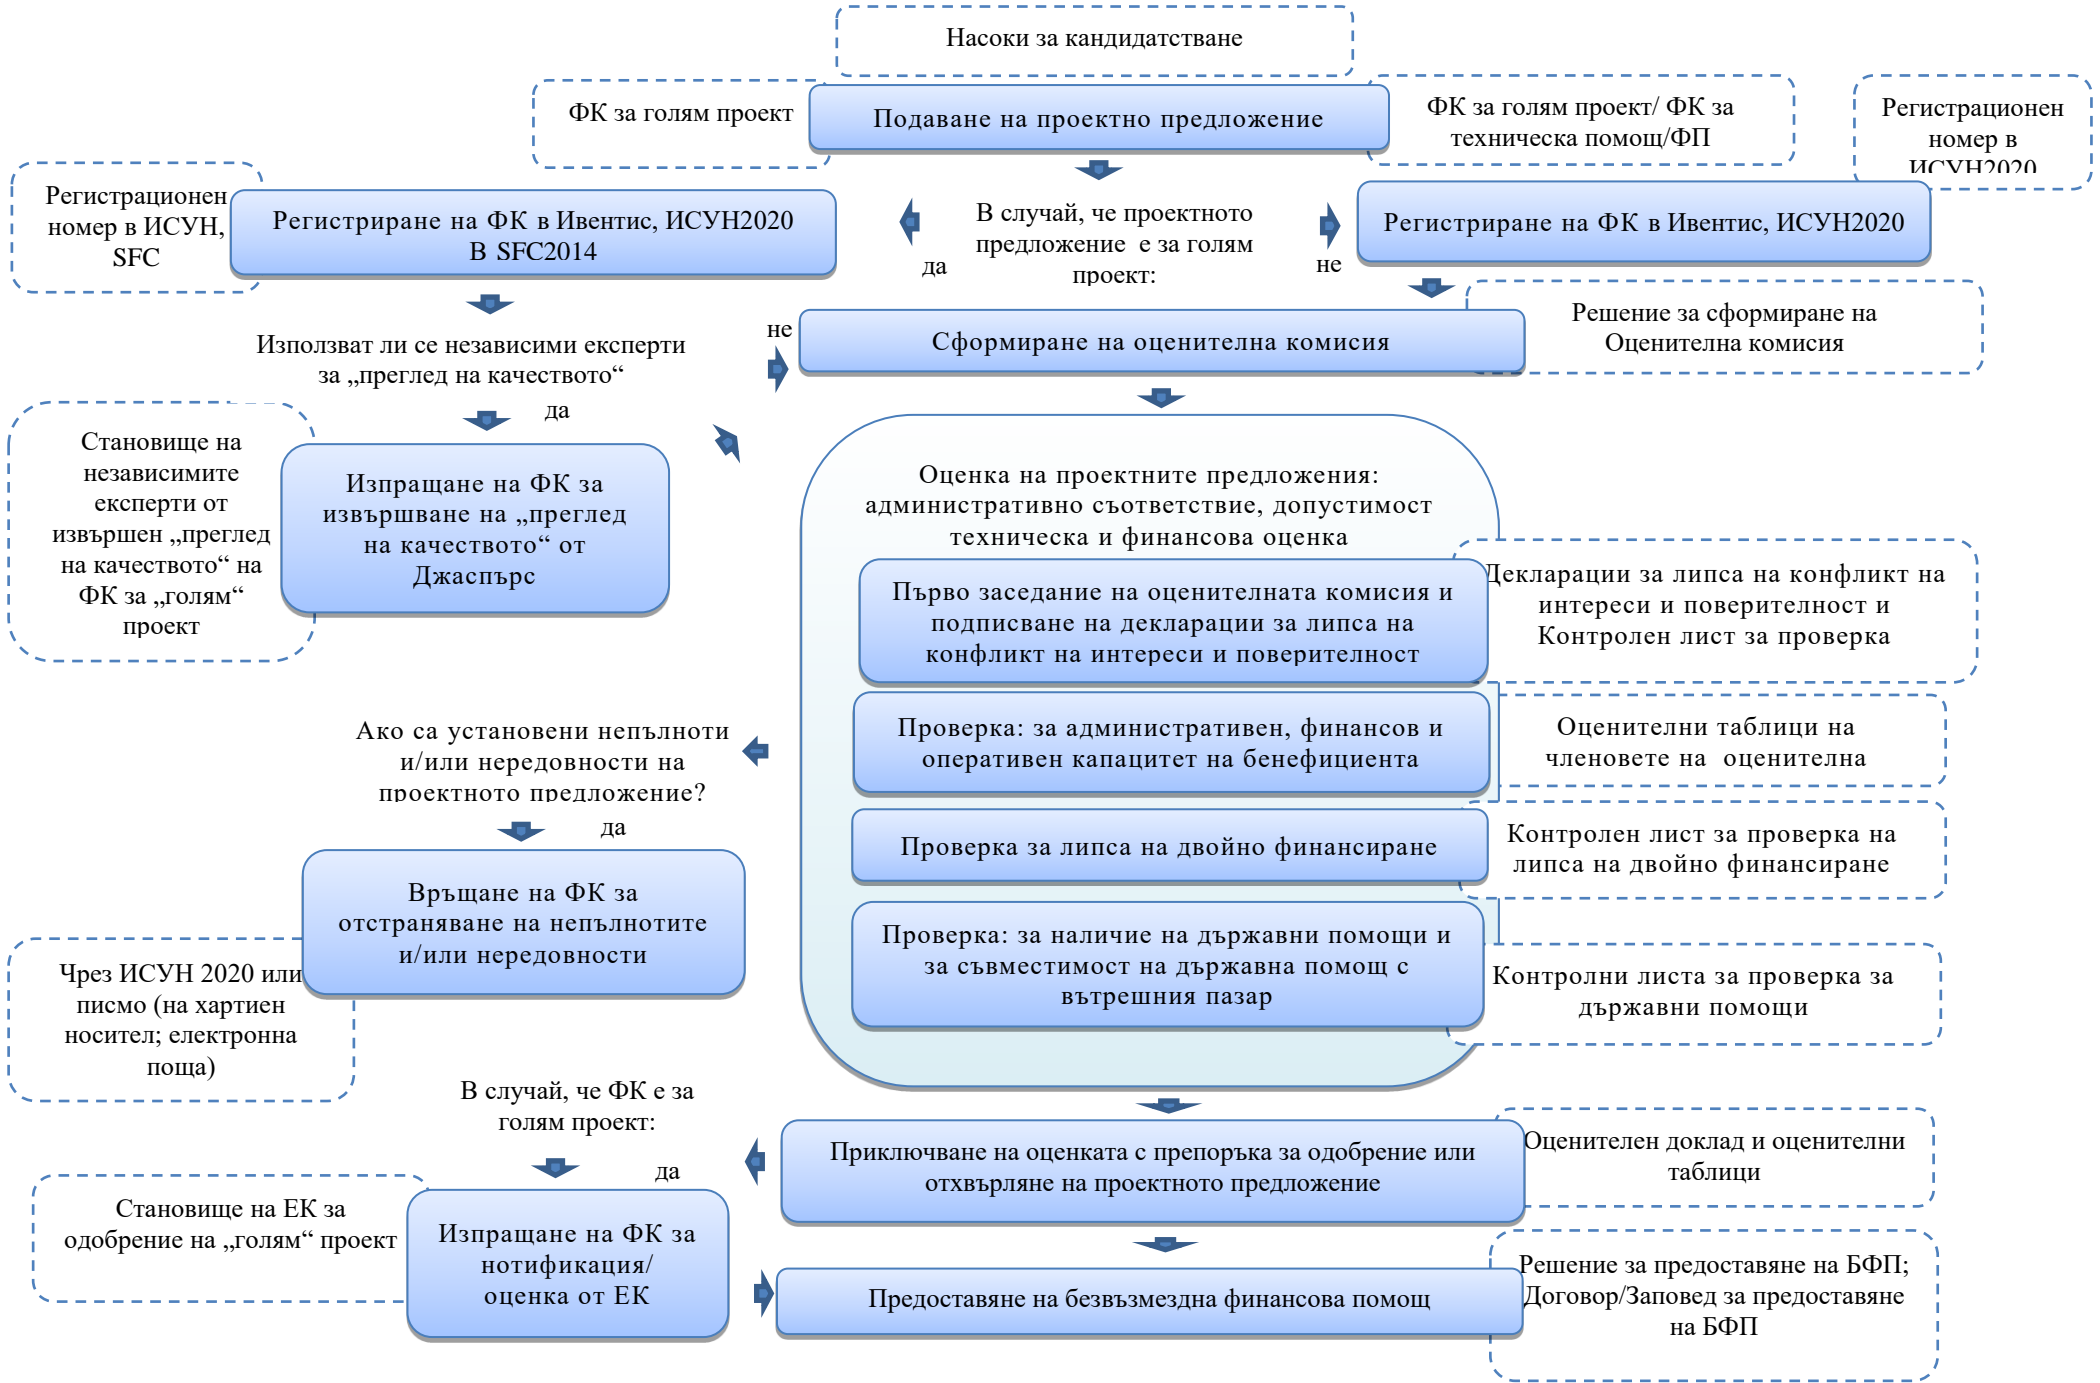 Насоки за кандидатстване
ФК за голям проект
Подаване на проектно предложение
ФК за голям проект/ ФК за
техническа помощ/ФП
Регистрационен
номер в
ИСУН2020
Регистрационен
номер в ИСУН,
SFC
Регистриране на ФК в Ивентис, ИСУН2020
В SFC2014
да
В случай, че проектното
предложение е за голям
проект:
не
Регистриране на ФК в Ивентис, ИСУН2020
Използват ли се независими експерти
за „преглед на качеството“
да
не
Сформиране на оценителна комисия
Решение за сформиране на
Оценителна комисия
Становище на
независимите
експерти от
извършен „преглед
на качеството“ на
ФК за „голям“
проект
Изпращане на ФК за
извършване на „преглед
на качеството“ от
Джаспърс
Оценка на проектните предложения:
административно съответствие, допустимост
техническа и финансова оценка
Първо заседание на оценителната комисия и
подписване на декларации за липса на
конфликт на интереси и поверителност
Декларации за липса на конфликт на
интереси и поверителност и
Контролен лист за проверка
Ако са установени непълноти
и/или нередовности на
проектното предложение?
да
Проверка: за административен, финансов и
оперативен капацитет на бенефициента
Оценителни таблици на
членовете на оценителна
Проверка за липса на двойно финансиране
Контролен лист за проверка на
липса на двойно финансиране
Връщане на ФК за
отстраняване на непълнотите
и/или нередовности
Чрез ИСУН 2020 или
писмо (на хартиен
носител; електронна
поща)
Проверка: за наличие на държавни помощи и
за съвместимост на държавна помощ с
вътрешния пазар
Контролни листа за проверка за
държавни помощи
В случай, че ФК е за
голям проект:
да
Приключване на оценката с препоръка за одобрение или
отхвърляне на проектното предложение
Оценителен доклад и оценителни
таблици
Становище на ЕК за
одобрение на „голям“ проект
Изпращане на ФК за
нотификация/
оценка от ЕК
Предоставяне на безвъзмездна финансова помощ
Решение за предоставяне на БФП;
Договор/Заповед за предоставяне
на БФП